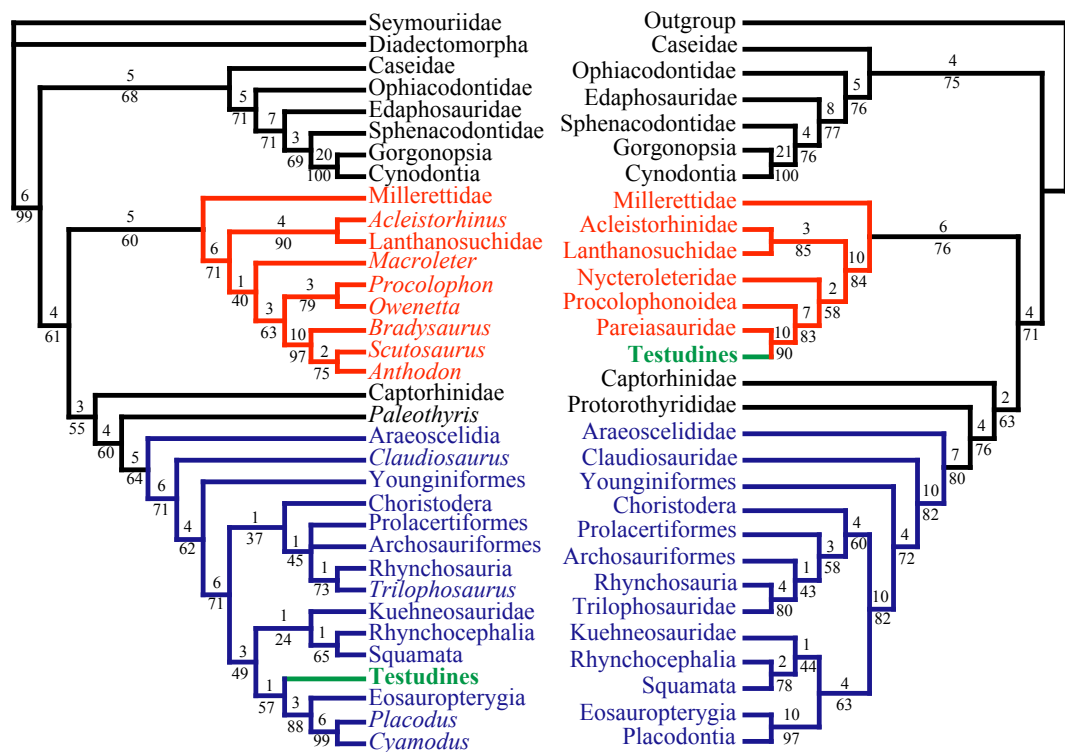 Seymouriidae
Diadectomorpha
Caseidae
Ophiacodontidae
Edaphosauridae
Sphenacodontidae
Gorgonopsia
Cynodontia
Millerettidae
Acleistorhinus
Lanthanosuchidae
Macroleter
Procolophon
Owenetta
Bradysaurus
Scutosaurus
Anthodon
Captorhinidae
Paleothyris
Araeoscelidia
Claudiosaurus
Younginiformes
Choristodera
Prolacertiformes
Archosauriformes
Rhynchosauria
Trilophosaurus
Kuehneosauridae
Rhynchocephalia
Squamata
Testudines
Eosauropterygia
Placodus
Cyamodus
5
68
5
71
7
71
3
69
20
100
6
99
5
60
6
71
4
90
1
40
3
63
3
79
10
97
2
75
4
61
3
55
4
60
5
64
6
71
4
62
6
71
1
37
1
45
1
73
3
49
1
24
1
65
1
57
3
88
6
99
Outgroup
Caseidae
Ophiacodontidae
Edaphosauridae
Sphenacodontidae
Gorgonopsia
Cynodontia
Millerettidae
Acleistorhinidae
Lanthanosuchidae
Nycteroleteridae
Procolophonoidea
Pareiasauridae
Testudines
Captorhinidae
Protorothyrididae
Araeoscelididae
Claudiosauridae
Younginiformes
Choristodera
Prolacertiformes
Archosauriformes
Rhynchosauria
Trilophosauridae
Kuehneosauridae
Rhynchocephalia
Squamata
Eosauropterygia
Placodontia
4
75
5
76
8
77
4
76
21
100
6
76
3
85
10
84
2
58
7
83
10
90
4
71
2
63
4
76
7
80
10
82
4
72
4
60
3
58
1
43
4
80
10
82
1
44
2
78
4
63
10
97